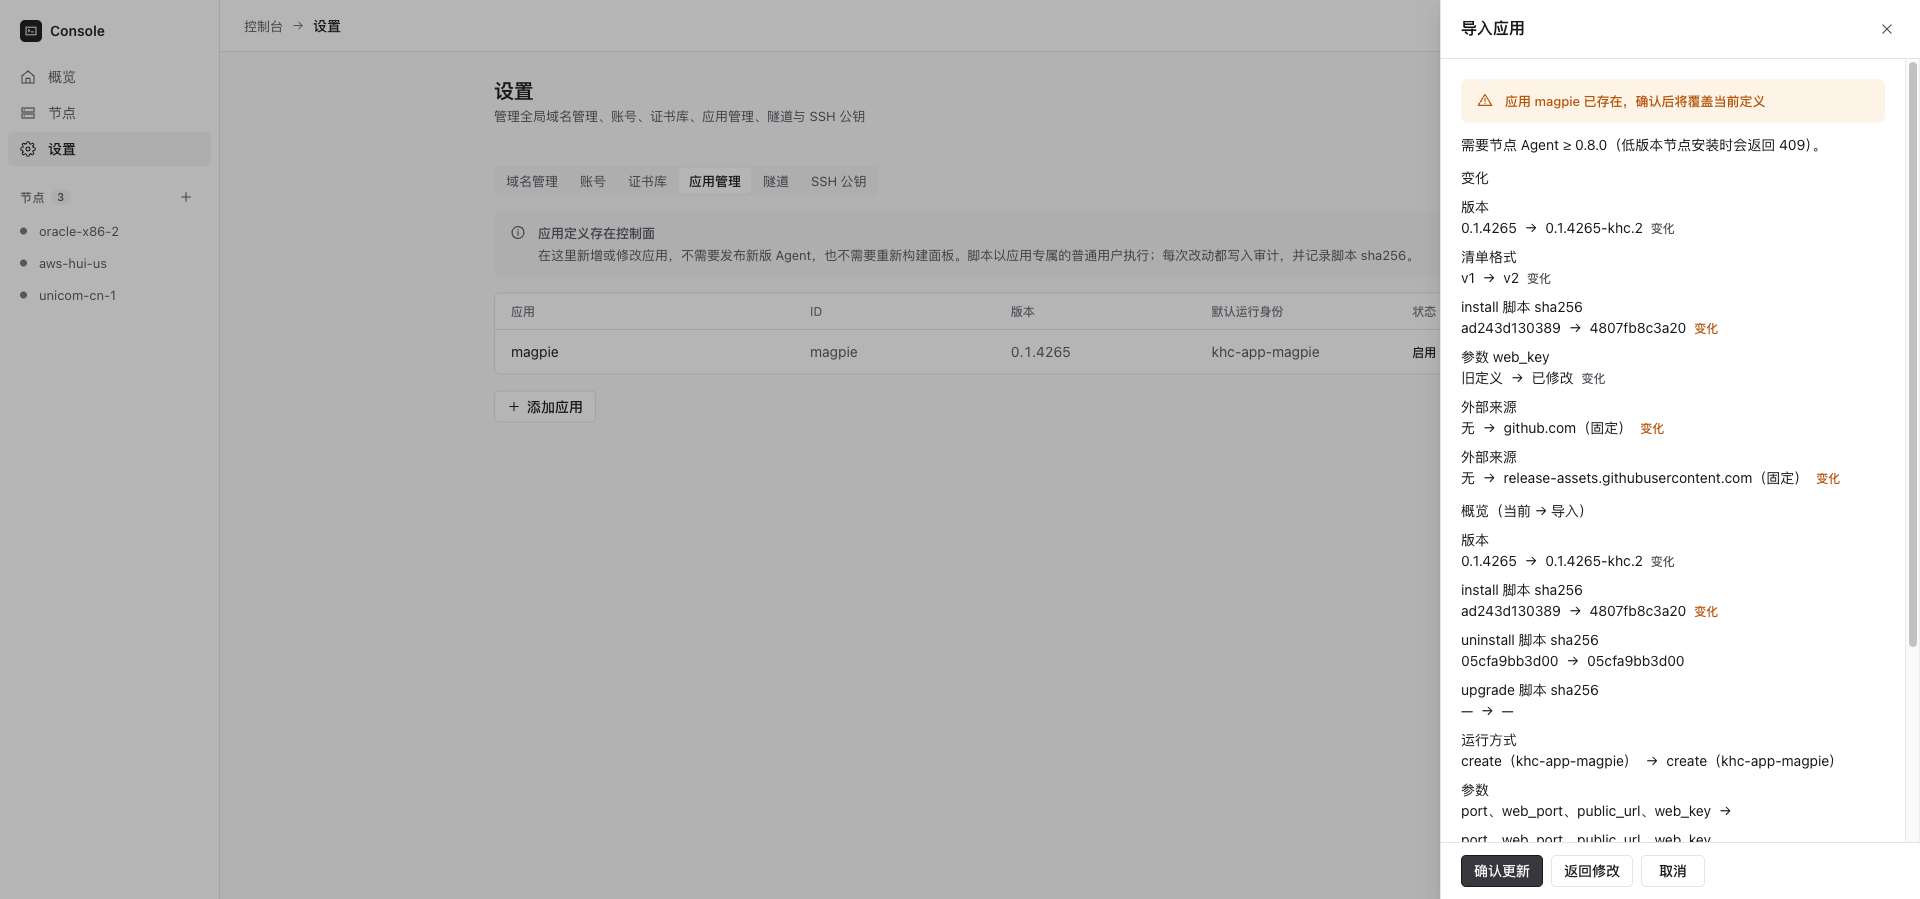 Console
概览
节点
设置
节点 3
oracle-x86-2
aws-hui-us
unicom-cn-1
控制台 → 设置
设置
管理全局域名管理、账号、证书库、应用管理、隧道与 SSH 公钥
域名管理 账号 证书库 应用管理 隧道 SSH 公钥
应用定义存在控制面
在这里新增或修改应用，不需要发布新版 Agent，也不需要重新构建面板。脚本以应用专属的普通用户执行；每次改动都写入审计，并记录脚本 sha256。
应用 ID 版本 默认运行身份 状态
magpie magpie 0.1.4265 khc-app-magpie 启用
添加应用
导入应用
应用 magpie 已存在，确认后将覆盖当前定义
需要节点 Agent ≥ 0.8.0（低版本节点安装时会返回 409）。
变化
版本
0.1.4265 → 0.1.4265-khc.2 变化
清单格式
v1 → v2 变化
install 脚本 sha256
ad243d130389 → 4807fb8c3a20 变化
参数 web_key
旧定义 → 已修改 变化
外部来源
无 → github.com（固定） 变化
外部来源
无 → release-assets.githubusercontent.com（固定） 变化
概览（当前 → 导入）
版本
0.1.4265 → 0.1.4265-khc.2 变化
install 脚本 sha256
ad243d130389 → 4807fb8c3a20 变化
uninstall 脚本 sha256
05cfa9bb3d00 → 05cfa9bb3d00
upgrade 脚本 sha256
— → —
运行方式
create（khc-app-magpie） → create（khc-app-magpie）
参数
port、web_port、public_url、web_key →
port、web_port、public_url、web_key
确认更新 返回修改 取消